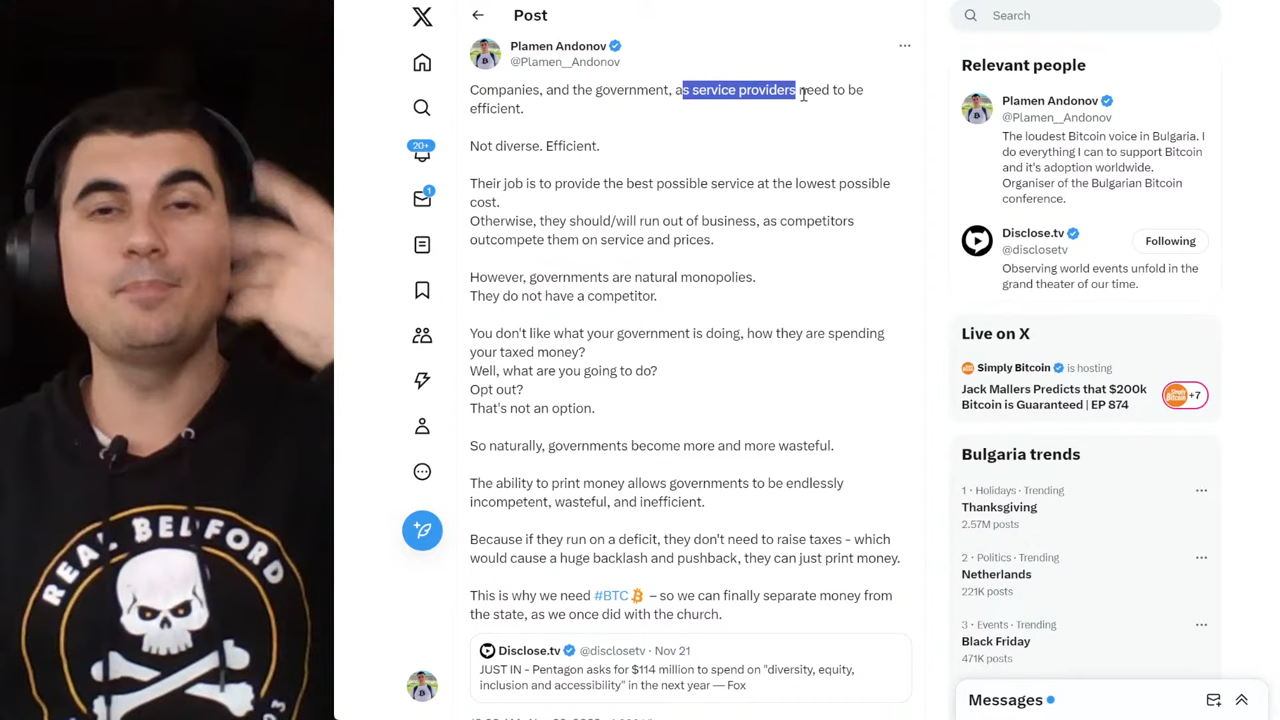 Post
Plamen Andonov
@Plamen__Andonov
Companies, and the government, as service providers need to be
efficient.
Not diverse. Efficient.
Their job is to provide the best possible service at the lowest possible
cost.
Otherwise, they should/will run out of business, as competitors
outcompete them on service and prices.
However, governments are natural monopolies.
They do not have a competitor.
You don't like what your government is doing, how they are spending
your taxed money?
Well, what are you going to do?
Opt out?
That's not an option.
So naturally, governments become more and more wasteful.
The ability to print money allows governments to be endlessly
incompetent, wasteful, and inefficient.
Because if they run on a deficit, they don't need to raise taxes - which
would cause a huge backlash and pushback, they can just print money.
This is why we need #BTC – so we can finally separate money from
the state, as we once did with the church.
Disclose.tv @disclosetv · Nov 21
JUST IN - Pentagon asks for $114 million to spend on "diversity, equity,
inclusion and accessibility" in the next year — Fox
20+
1
Search
Relevant people
Plamen Andonov
@Plamen__Andonov
The loudest Bitcoin voice in Bulgaria. I
do everything I can to support Bitcoin
and it's adoption worldwide.
Organiser of the Bulgarian Bitcoin
conference.
Disclose.tv
@disclosetv
Following
Observing world events unfold in the
grand theater of our time.
Live on X
Simply Bitcoin is hosting
Jack Mallers Predicts that $200k
Bitcoin is Guaranteed | EP 874
+7
Bulgaria trends
1 · Holidays · Trending
Thanksgiving
2.57M posts
2 · Politics · Trending
Netherlands
221K posts
3 · Events · Trending
Black Friday
471K posts
Messages
REAL BEDFORD